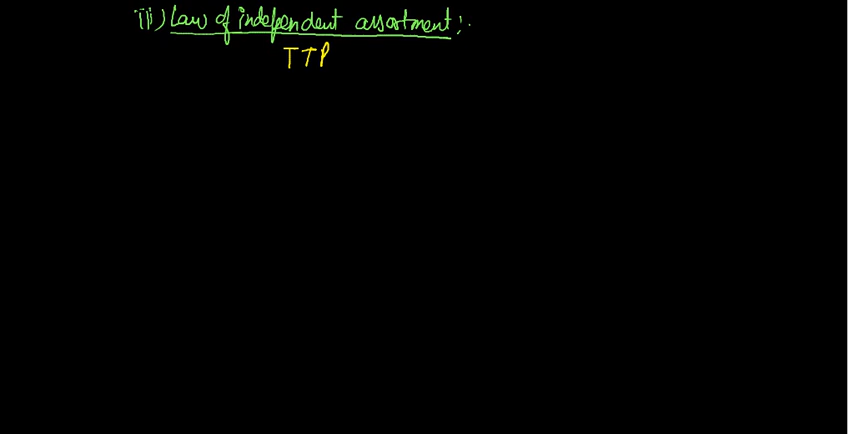 iii) Law of independent assortment :-
TTP